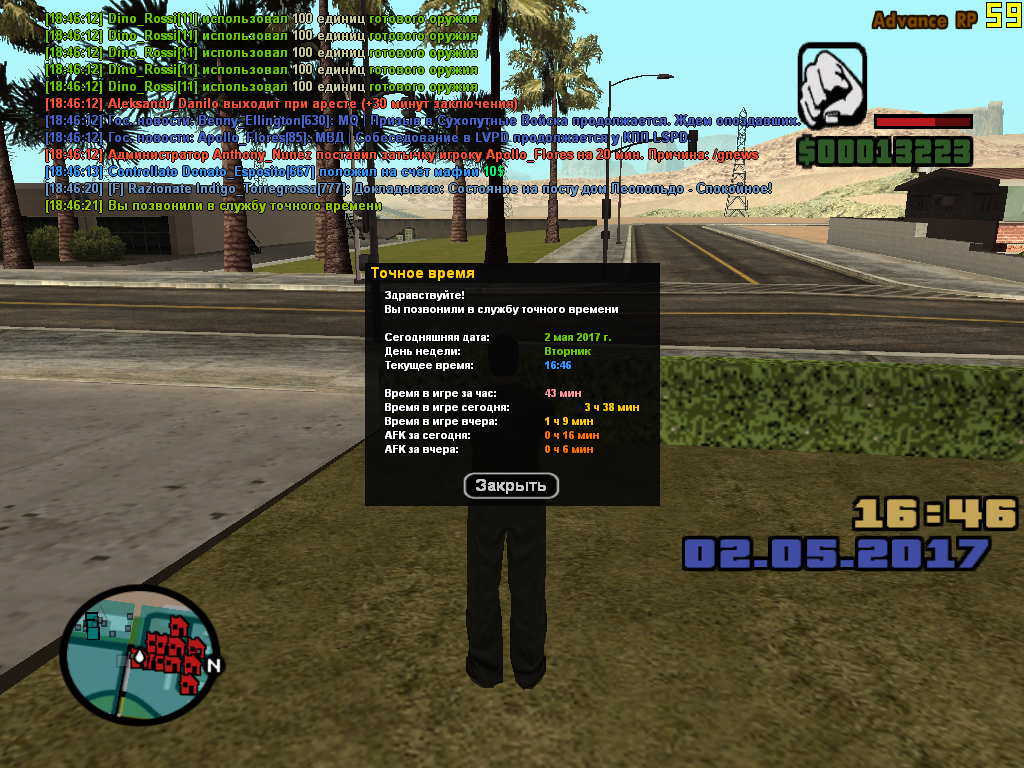 [18:46:12] Dino_Rossi[11] использовал 100 единиц готового оружия
[18:46:12] Dino_Rossi[11] использовал 100 единиц готового оружия
[18:46:12] Dino_Rossi[11] использовал 100 единиц готового оружия
[18:46:12] Dino_Rossi[11] использовал 100 единиц готового оружия
[18:46:12] Dino_Rossi[11] использовал 100 единиц готового оружия
[18:46:12] Aleksandr_Danilo выходит при аресте (+30 минут заключения)
[18:46:12] Гос. новости: Benny_Ellington[630]: МО | Призыв в Сухопутные Войска продолжается. Ждем опоздавших.
[18:46:12] Гос. новости: Apollo_Flores[85]: МВД | Собеседование в LVPD продолжается у КПП LSPD
[18:46:12] Администратор Anthony_Nunez поставил затычку игроку Apollo_Flores на 20 мин. Причина: /gnews
[18:46:13] Controllato Donato_Esposito[867] положил на счёт мафии 10$
[18:46:20] [F] Razionate Indigo_Torregrossa[777]: Докладываю: Состояние на посту дом Леопольдо - Спокойное!
[18:46:21] Вы позвонили в службу точного времени
Advance RP 59
$00013223
Точное время
Здравствуйте!
Вы позвонили в службу точного времени
Сегодняшняя дата: 2 мая 2017 г.
День недели: Вторник
Текущее время: 16:46
Время в игре за час: 43 мин
Время в игре сегодня: 3 ч 38 мин
Время в игре вчера: 1 ч 9 мин
AFK за сегодня: 0 ч 16 мин
AFK за вчера: 0 ч 6 мин
Закрыть
16:46
02.05.2017
N